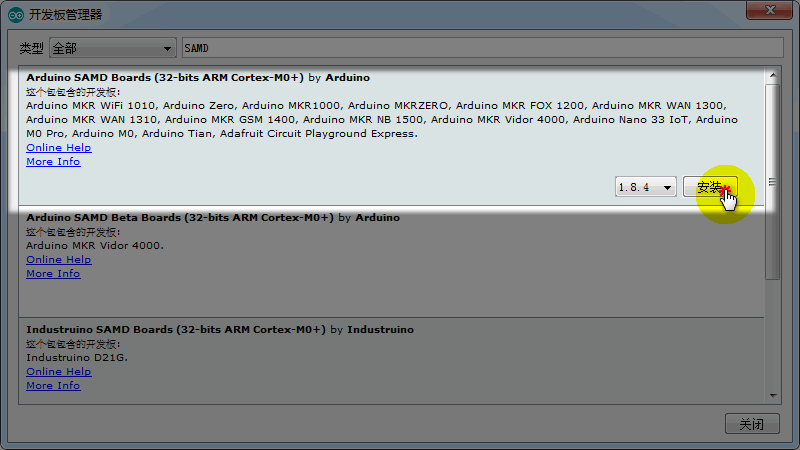 开发板管理器
类型 全部 SAMD
Arduino SAMD Boards (32-bits ARM Cortex-M0+) by Arduino
这个包包含的开发板:
Arduino MKR WiFi 1010, Arduino Zero, Arduino MKR1000, Arduino MKRZERO, Arduino MKR FOX 1200, Arduino MKR WAN 1300,
Arduino MKR WAN 1310, Arduino MKR GSM 1400, Arduino MKR NB 1500, Arduino MKR Vidor 4000, Arduino Nano 33 IoT, Arduino
M0 Pro, Arduino M0, Arduino Tian, Adafruit Circuit Playground Express.
Online Help
More Info
1.8.4 安装
Arduino SAMD Beta Boards (32-bits ARM Cortex-M0+) by Arduino
这个包包含的开发板:
Arduino MKR Vidor 4000.
Online Help
More Info
Industruino SAMD Boards (32-bits ARM Cortex-M0+) by Industruino
这个包包含的开发板:
Industruino D21G.
Online Help
More Info
关闭